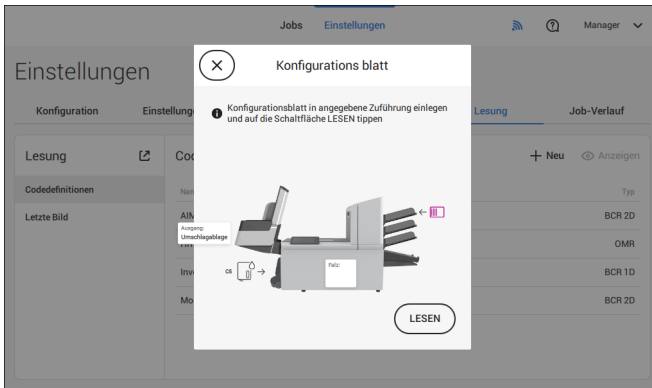 Jobs Einstellungen Manager
Einstellungen
Konfigurations blatt
Konfiguration
Lesung Job-Verlauf
Konfigurationsblatt in angegebene Zuführung einlegen
und auf die Schaltfläche LESEN tippen
Lesung
Neu Anzeigen
Codedefinitionen
Typ
Letzte Bild
BCR 2D
Ausgang:
Umschlagablage
OMR
Falz:
BCR 1D
BCR 2D
LESEN